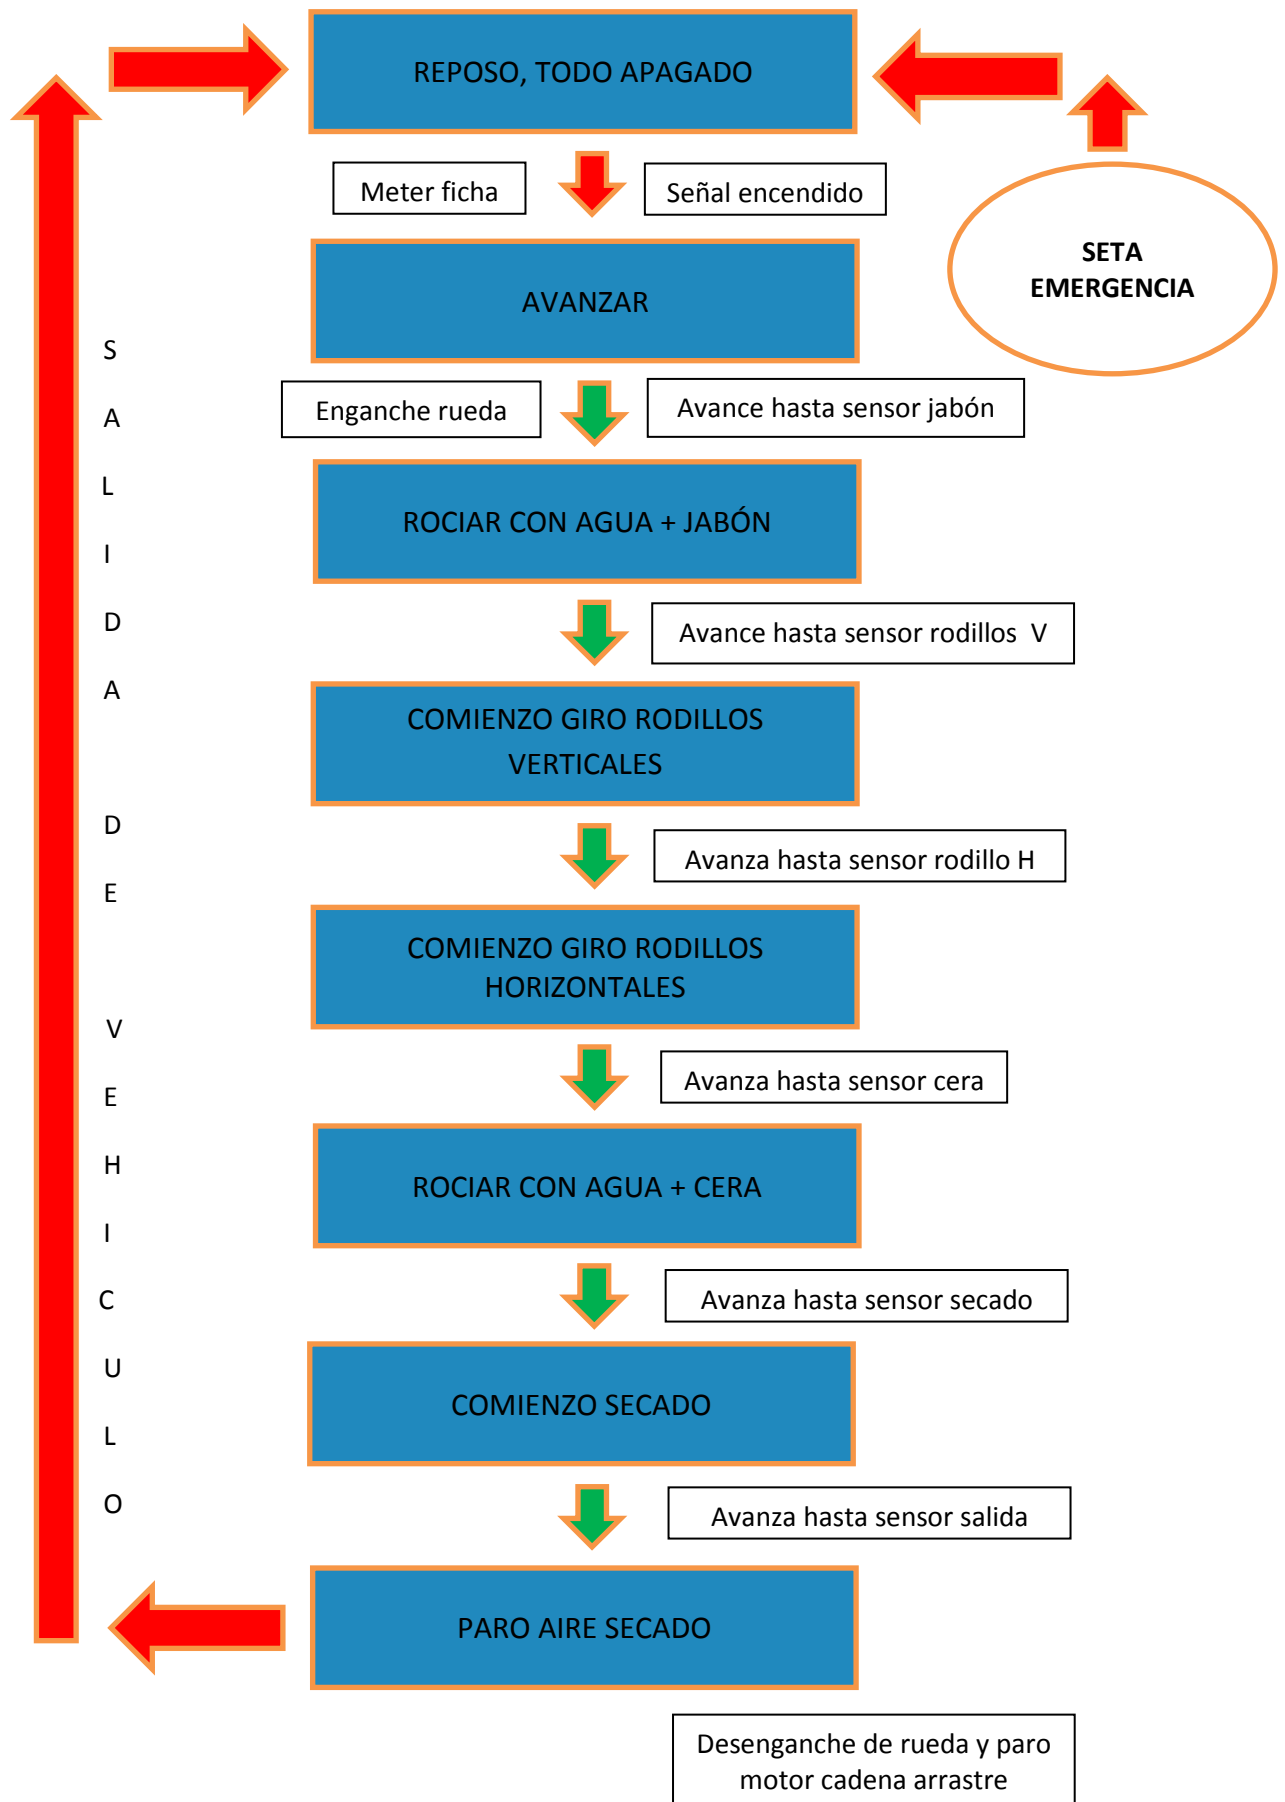 REPOSO, TODO APAGADO
Meter ficha
Señal encendido
SETA
EMERGENCIA
AVANZAR
Enganche rueda
Avance hasta sensor jabón
ROCIAR CON AGUA + JABÓN
Avance hasta sensor rodillos V
COMIENZO GIRO RODILLOS
VERTICALES
Avanza hasta sensor rodillo H
COMIENZO GIRO RODILLOS
HORIZONTALES
Avanza hasta sensor cera
ROCIAR CON AGUA + CERA
Avanza hasta sensor secado
COMIENZO SECADO
Avanza hasta sensor salida
PARO AIRE SECADO
Desenganche de rueda y paro
motor cadena arrastre
S
A
L
I
D
A
D
E
V
E
H
I
C
U
L
O